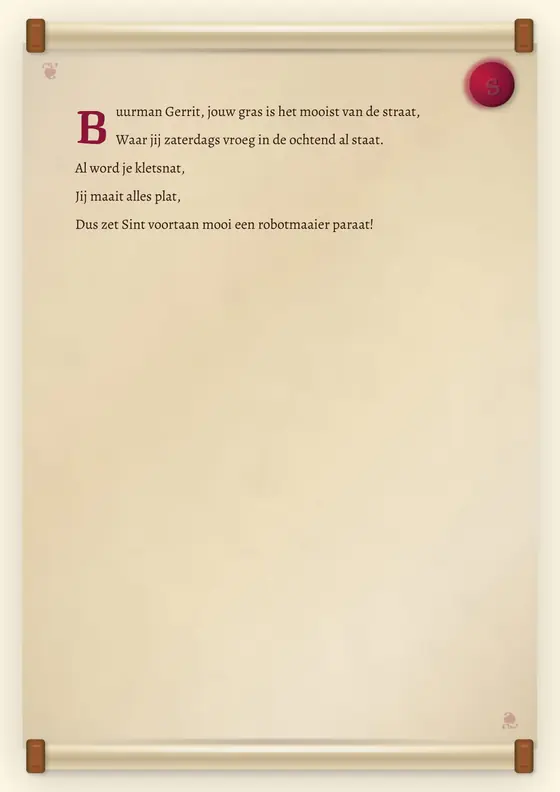 S
Buurman Gerrit, jouw gras is het mooist van de straat,
Waar jij zaterdags vroeg in de ochtend al staat.
Al word je kletsnat,
Jij maait alles plat,
Dus zet Sint voortaan mooi een robotmaaier paraat!